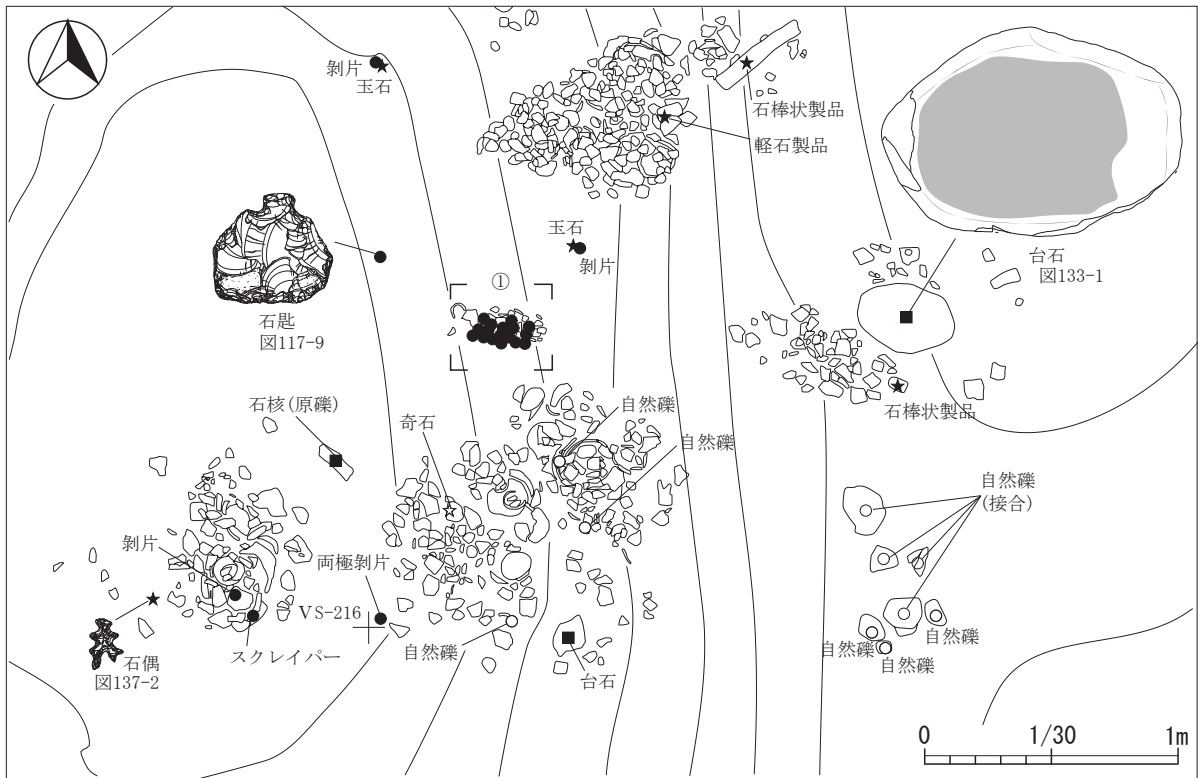 剝片
玉石
石棒状製品
軽石製品
玉石
剝片
台石
図133-1
①
石匙
図117-9
石棒状製品
石核(原礫)
奇石
自然礫
自然礫
自然礫
(接合)
剝片
両極剝片
VS-216
石偶
図137-2
スクレイパー
自然礫
台石
自然礫
自然礫
自然礫
0 1/30 1m